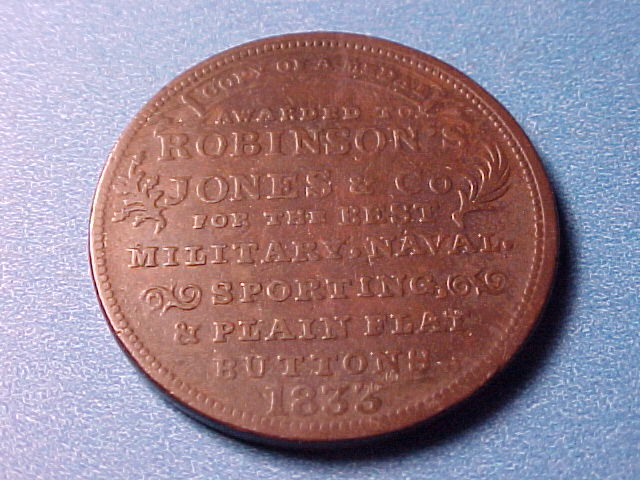 COPY OF A MEDAL
AWARDED TO
ROBINSON'S
JONES & CO
FOR THE BEST
MILITARY, NAVAL,
SPORTING,
& PLAIN FLAT
BUTTONS
1833